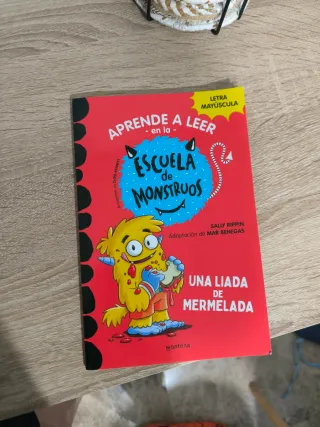 LETRA
MAYÚSCULA
APRENDE A LEER
- en la -
ESCUELA
de
MONSTRUOS
SALLY RIPPIN
Adaptación de MAR BENEGAS
UNA LIADA
DE
MERMELADA
montena